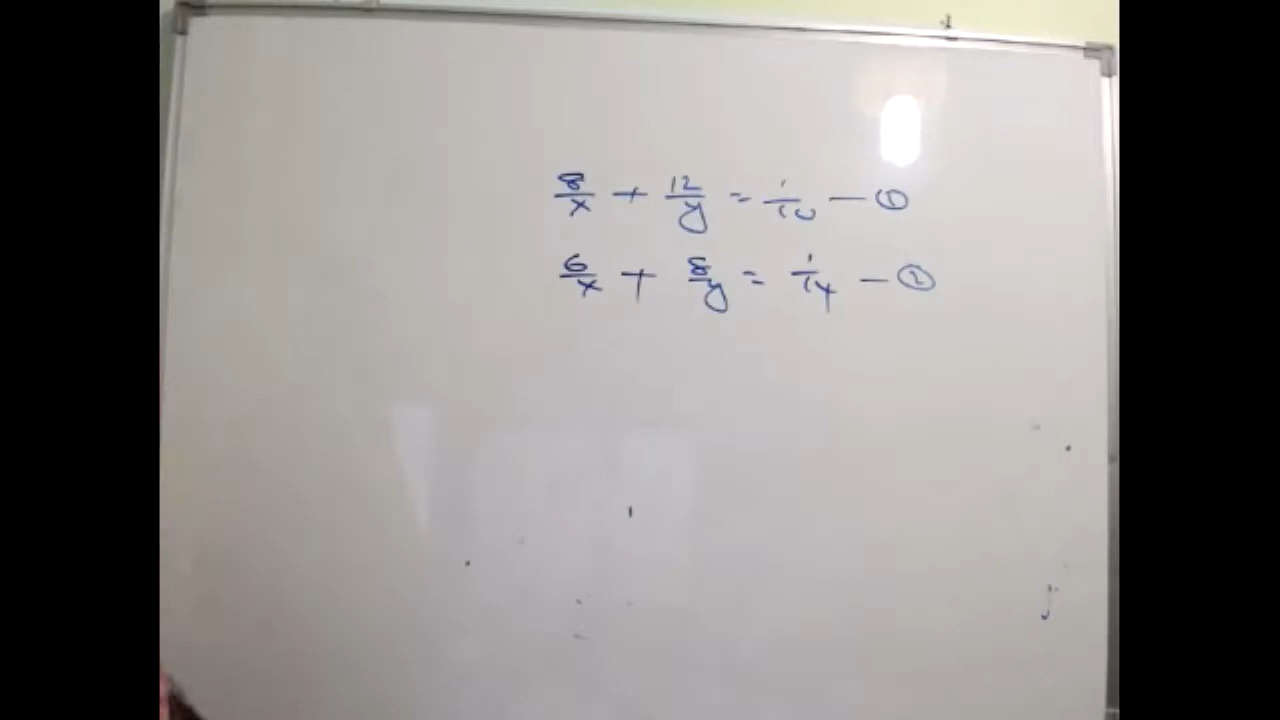 8/x + 12/y = 1/10 — ①
6/x + 8/y = 1/14 — ②